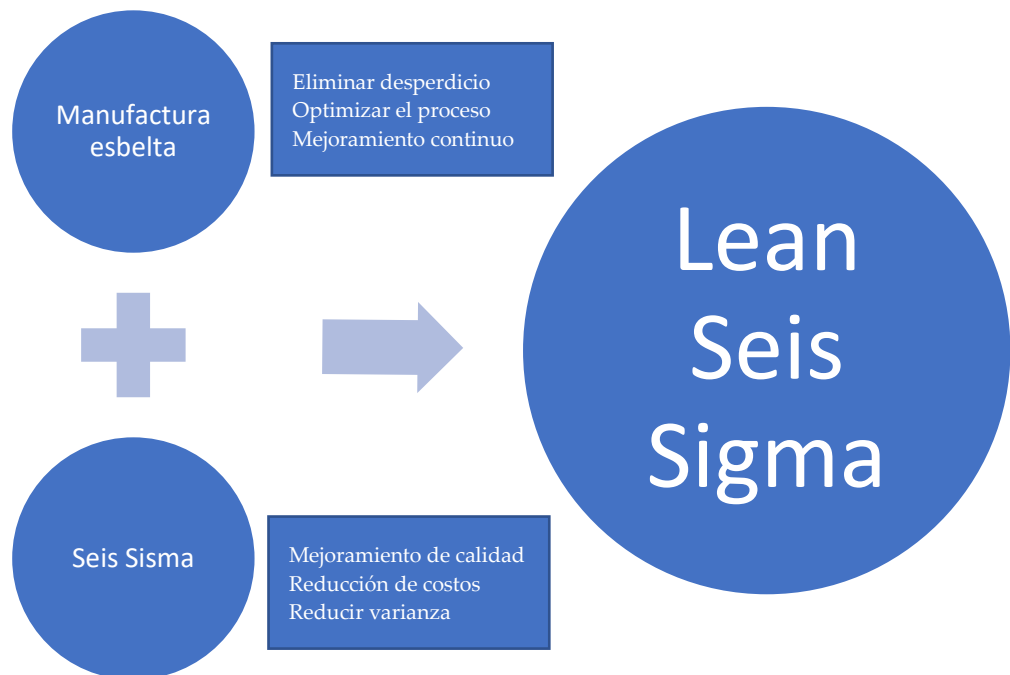 Manufactura
esbelta
Eliminar desperdicio
Optimizar el proceso
Mejoramiento continuo
Lean
Seis
Sigma
Seis Sisma
Mejoramiento de calidad
Reducción de costos
Reducir varianza